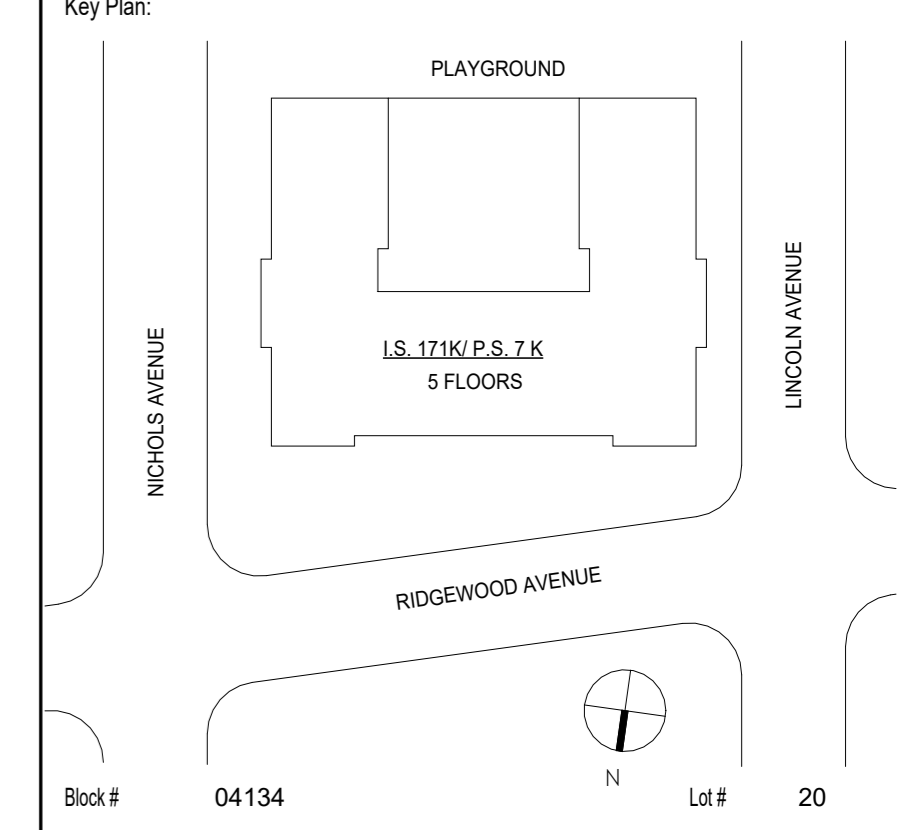 Key Plan:
PLAYGROUND
NICHOLS AVENUE
I.S. 171K/ P.S. 7 K
5 FLOORS
LINCOLN AVENUE
RIDGEWOOD AVENUE
N
Block # 04134 Lot # 20